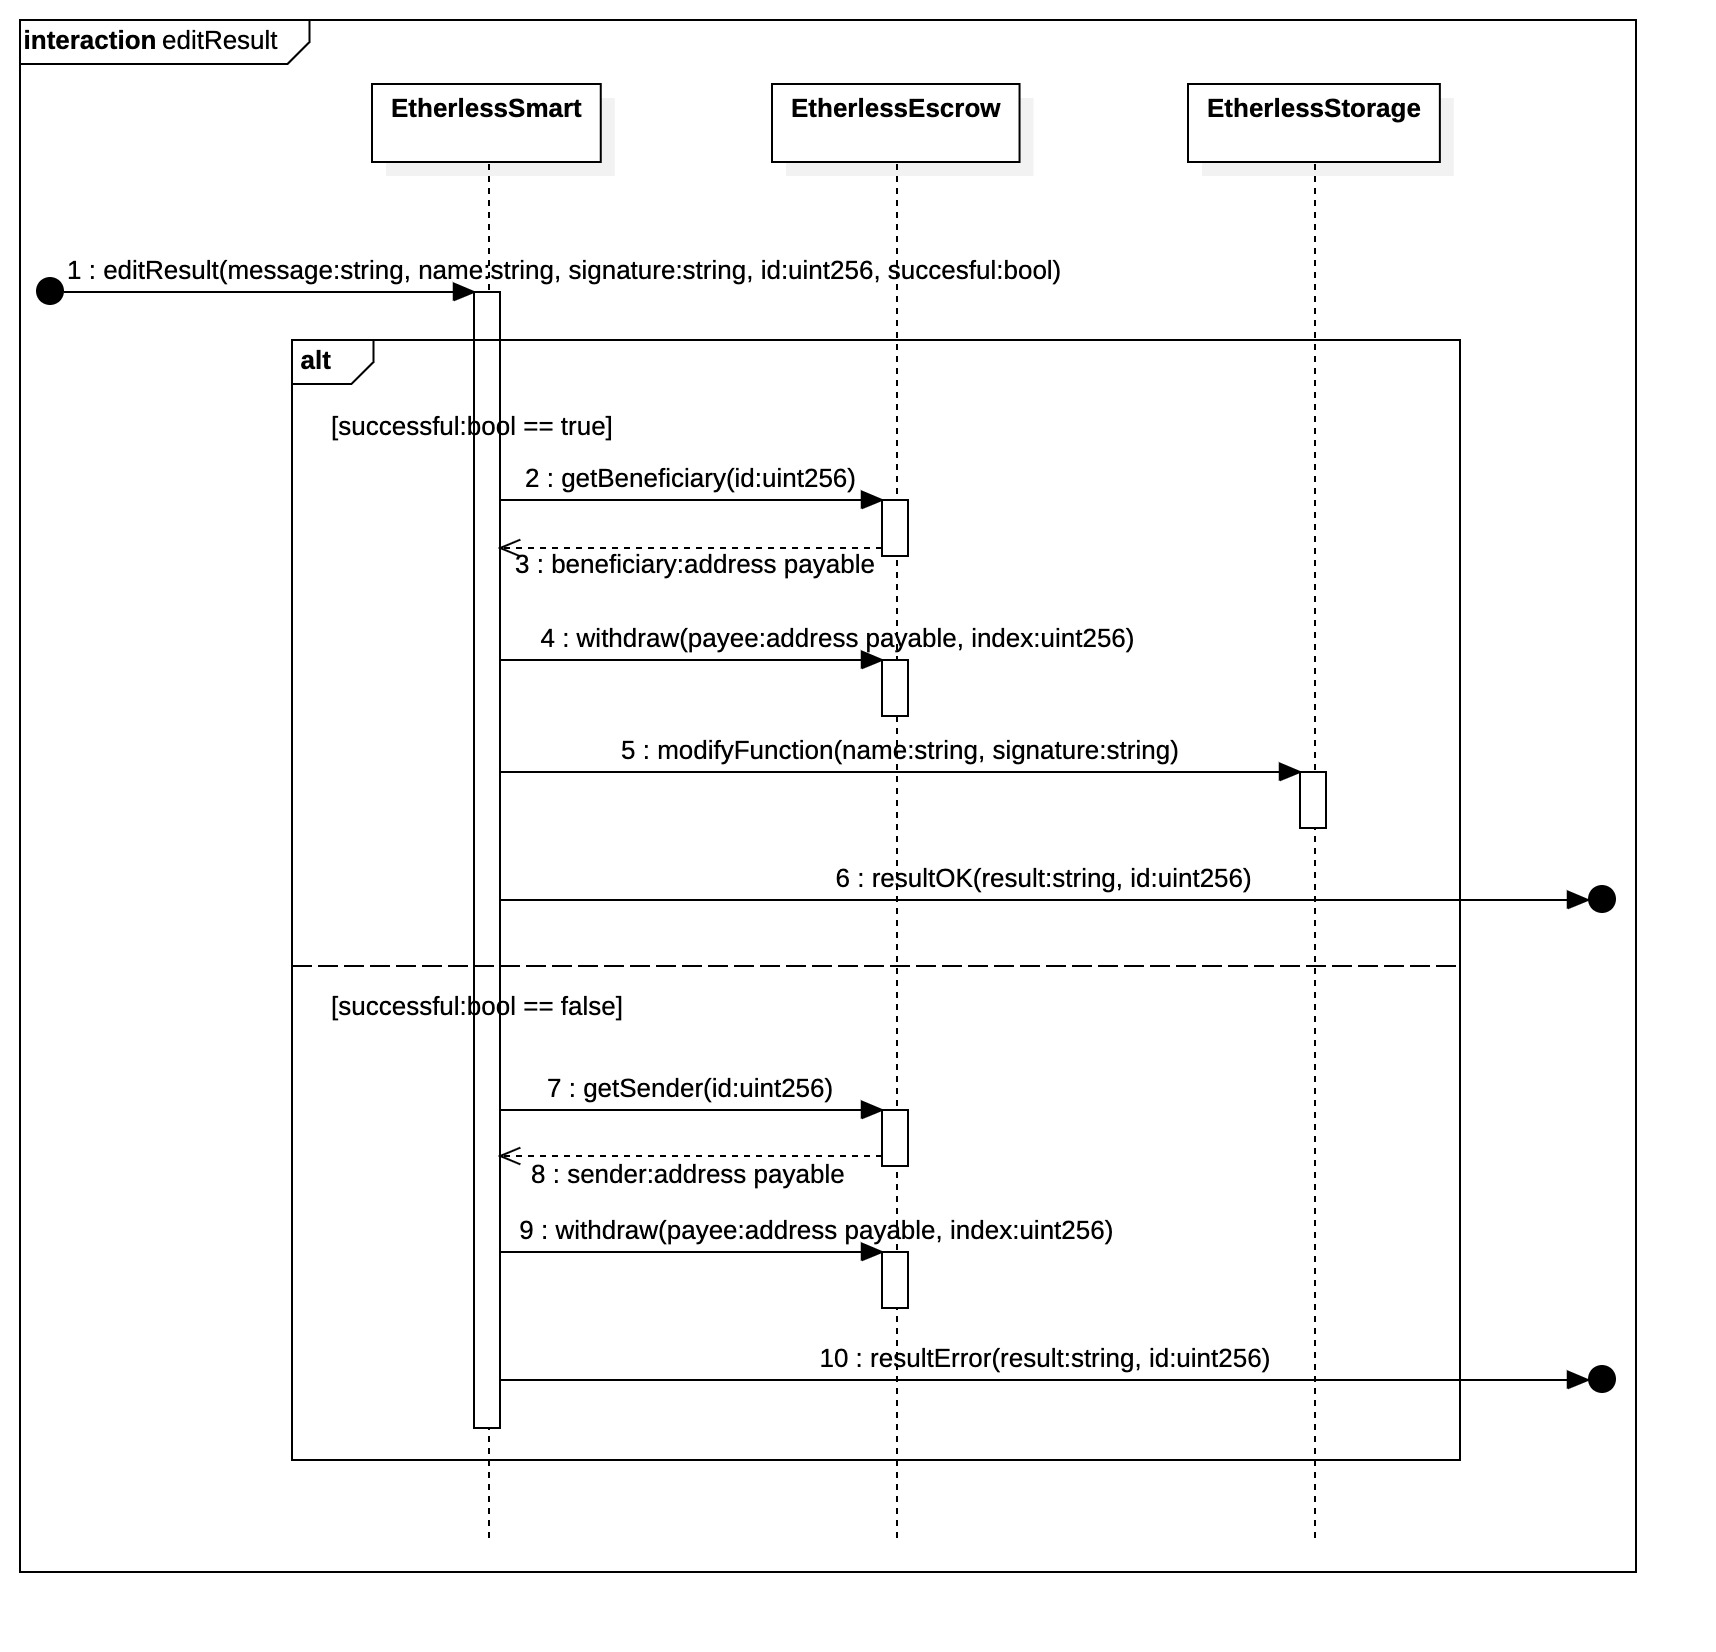 interaction editResult
EtherlessSmart
EtherlessEscrow
EtherlessStorage
1 : editResult(message:string, name:string, signature:string, id:uint256, succesful:bool)
alt
[successful:bool == true]
2 : getBeneficiary(id:uint256)
3 : beneficiary:address payable
4 : withdraw(payee:address payable, index:uint256)
5 : modifyFunction(name:string, signature:string)
6 : resultOK(result:string, id:uint256)
[successful:bool == false]
7 : getSender(id:uint256)
8 : sender:address payable
9 : withdraw(payee:address payable, index:uint256)
10 : resultError(result:string, id:uint256)